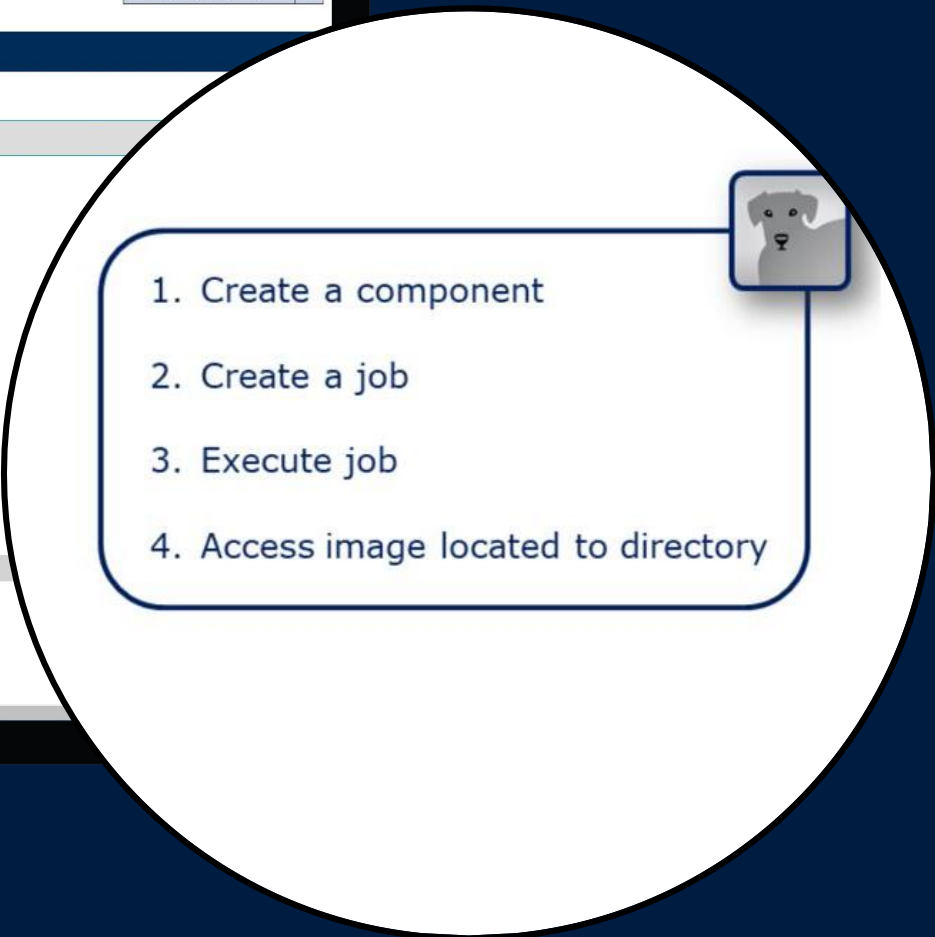 1. Create a component
2. Create a job
3. Execute job
4. Access image located to directory